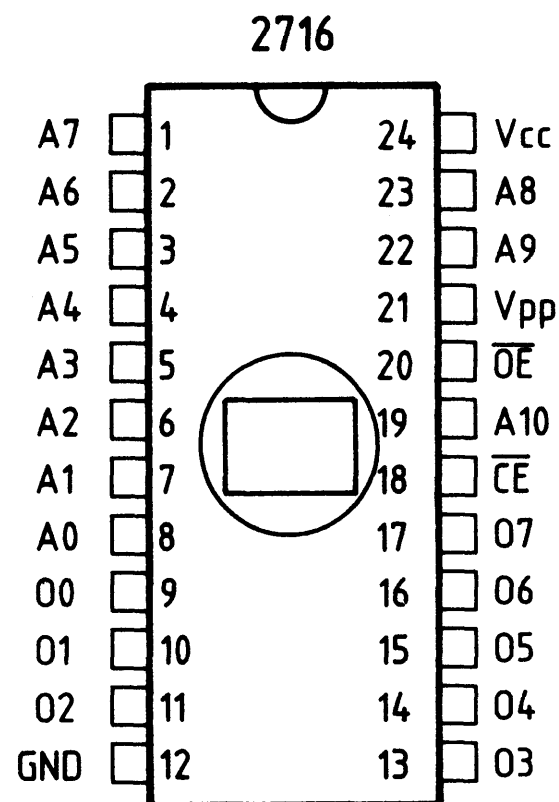 2716
A7 1 24 Vcc
A6 2 23 A8
A5 3 22 A9
A4 4 21 Vpp
A3 5 20 O̅E̅
A2 6 19 A10
A1 7 18 C̅E̅
A0 8 17 O7
O0 9 16 O6
O1 10 15 O5
O2 11 14 O4
GND 12 13 O3